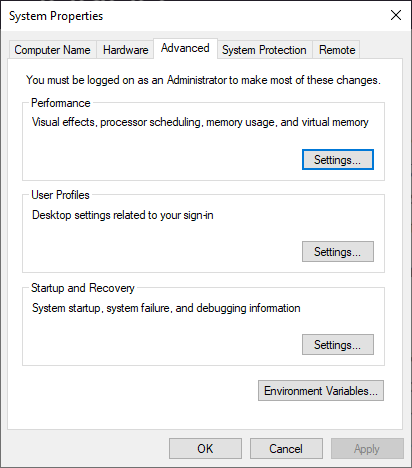 System Properties
Computer Name Hardware Advanced System Protection Remote
You must be logged on as an Administrator to make most of these changes.
Performance
Visual effects, processor scheduling, memory usage, and virtual memory
Settings...
User Profiles
Desktop settings related to your sign-in
Settings...
Startup and Recovery
System startup, system failure, and debugging information
Settings...
Environment Variables...
OK Cancel Apply